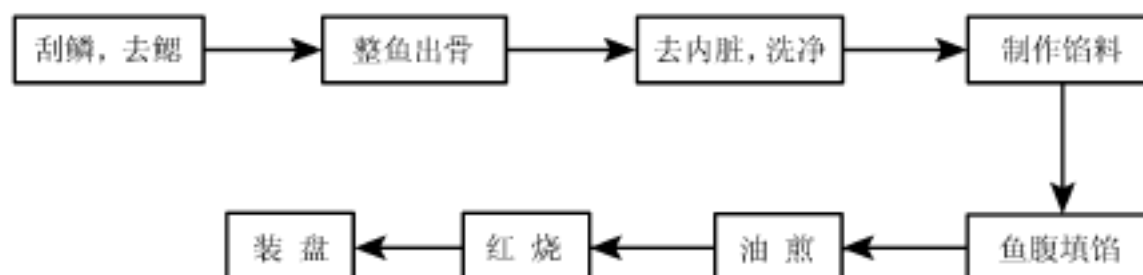 刮鳞，去鳃
整鱼出骨
去内脏，洗净
制作馅料
鱼腹填馅
油煎
红烧
装盘